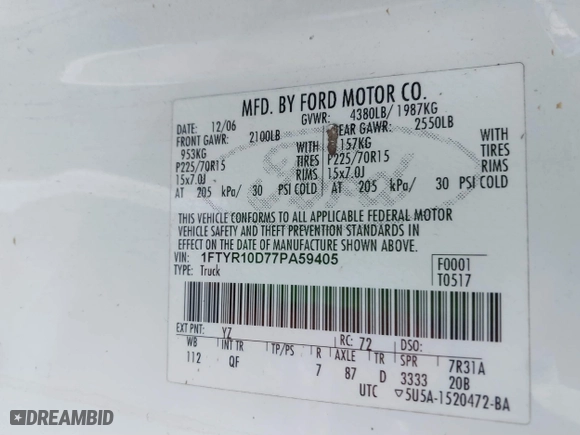 MFD. BY FORD MOTOR CO.
DATE: 12/06 GVWR: 4380LB/ 1987KG
FRONT GAWR: 2100LB REAR GAWR: 2550LB
953KG WITH 1157KG WITH
P225/70R15 TIRES P225/70R15 TIRES
15x7.0J RIMS 15x7.0J RIMS
AT 205 kPa/ 30 PSI COLD AT 205 kPa/ 30 PSI COLD
THIS VEHICLE CONFORMS TO ALL APPLICABLE FEDERAL MOTOR
VEHICLE SAFETY AND THEFT PREVENTION STANDARDS IN
EFFECT ON THE DATE OF MANUFACTURE SHOWN ABOVE.
VIN: 1FTYR10D77PA59405 F0001
TYPE: Truck T0517
EXT PNT: YZ RC: 72 DSO:
WB INT TR TP/PS R AXLE TR SPR 7R31A
112 QF 7 87 D 3333 20B
UTC ▽5U5A-1520472-BA
DREAMBID